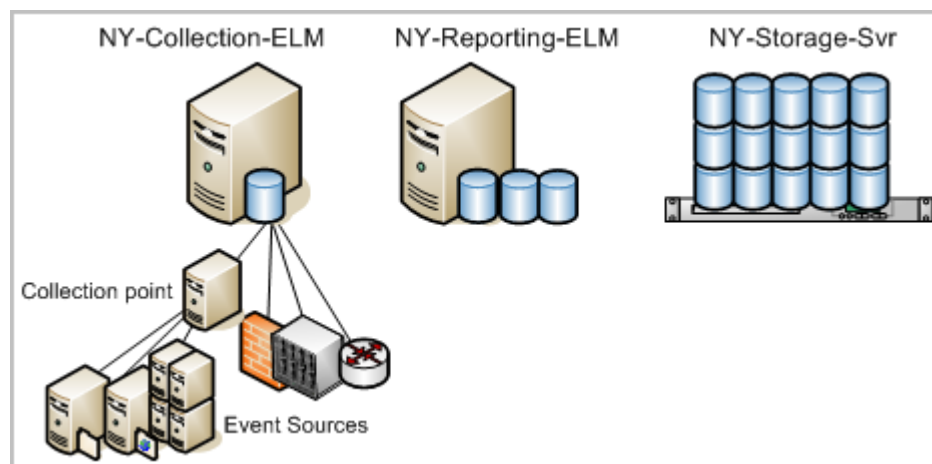 NY-Collection-ELM
NY-Reporting-ELM
NY-Storage-Svr
Collection point
Event Sources